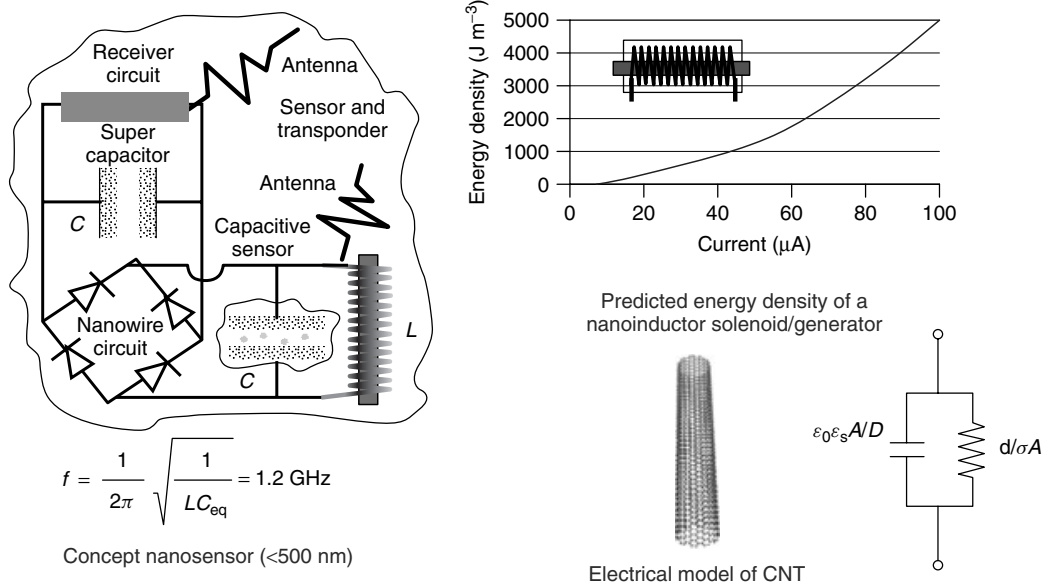 Receiver
circuit
Antenna
Sensor and
transponder
Super
capacitor
C
Antenna
Capacitive
sensor
Nanowire
circuit
C
L
f = 1/2π √(1/LCeq) = 1.2 GHz
Concept nanosensor (<500 nm)
Energy density (J m⁻³)
5000
4000
3000
2000
1000
0
0 20 40 60 80 100
Current (μA)
Predicted energy density of a
nanoinductor solenoid/generator
ε₀εₛA/D
d/σA
Electrical model of CNT